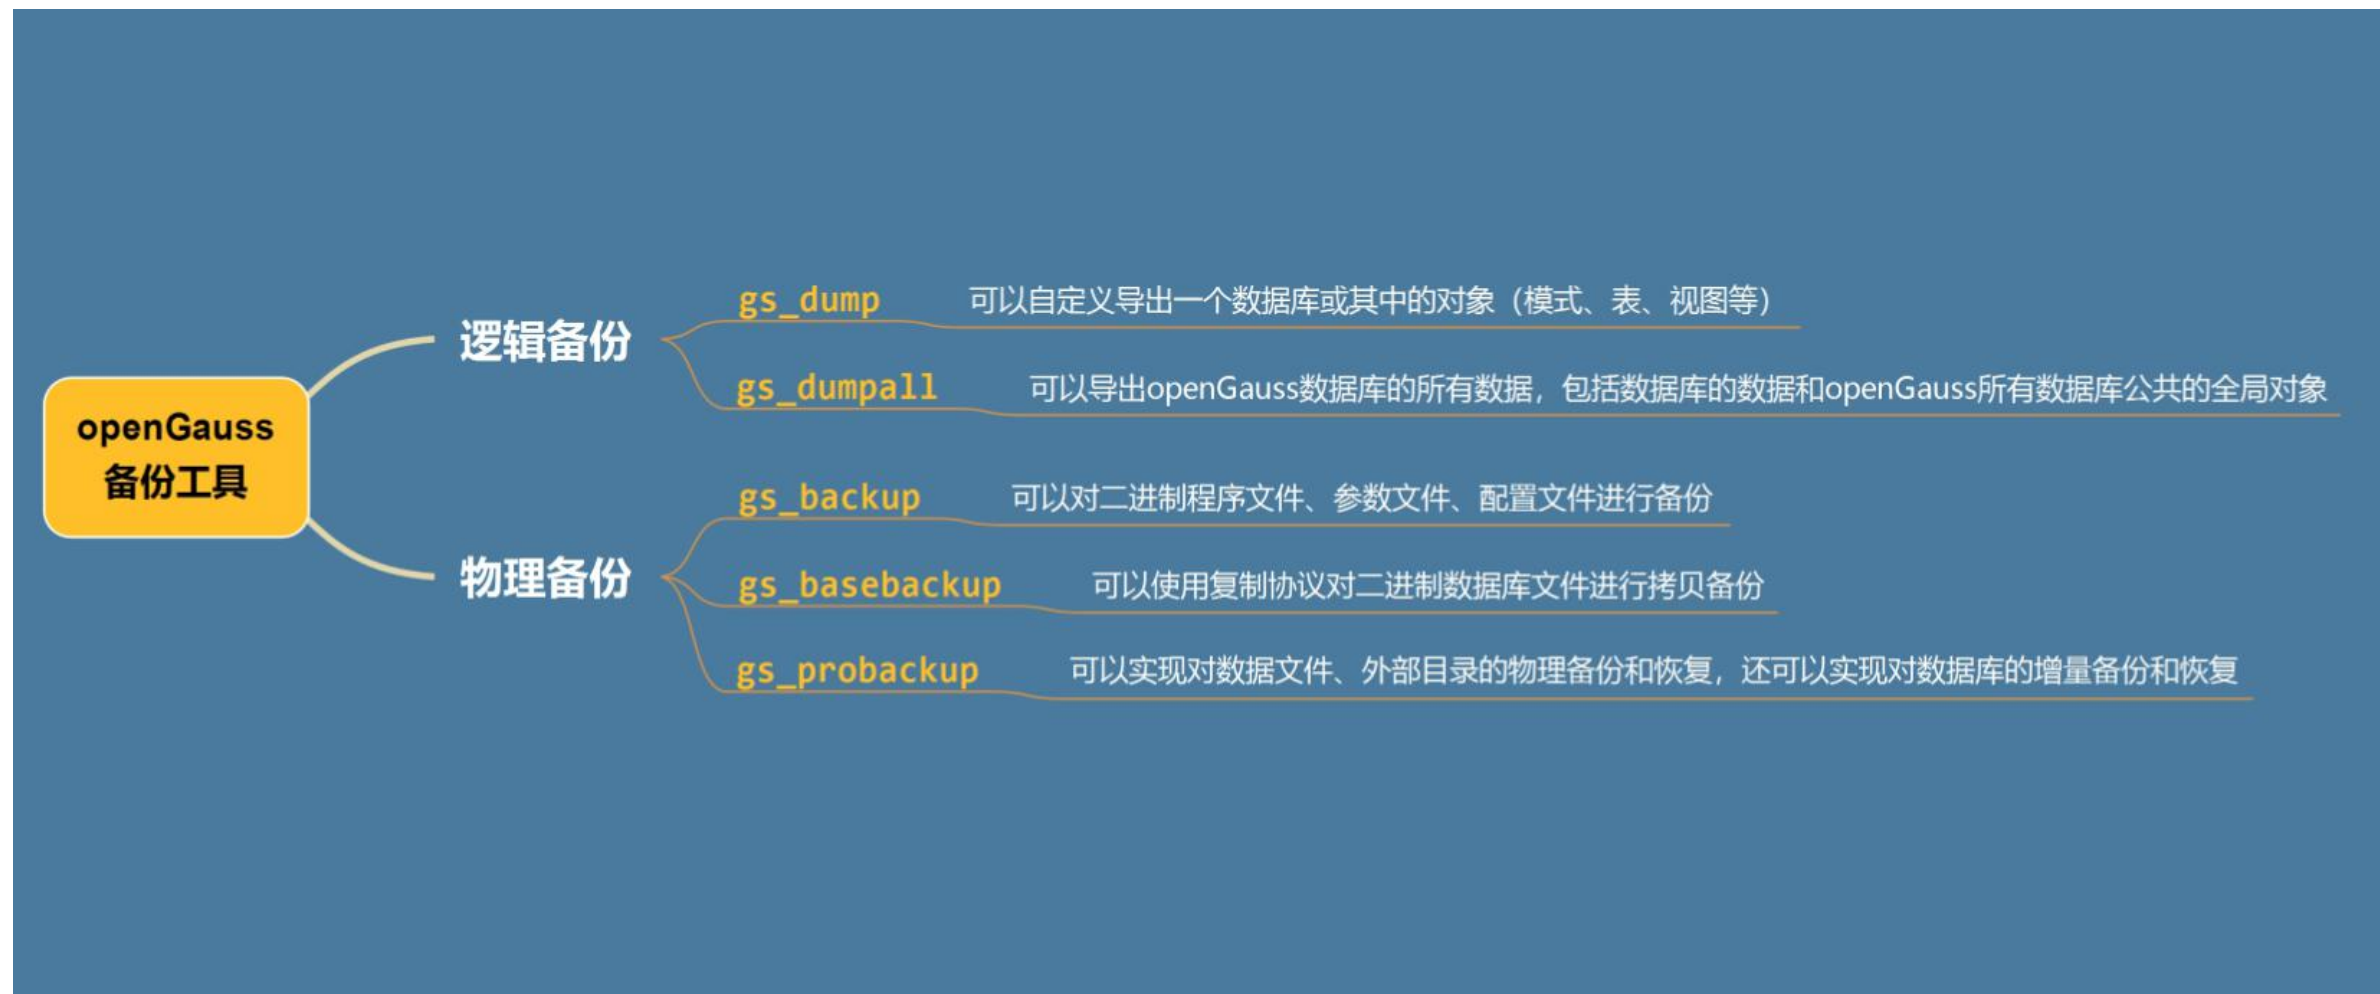 openGauss
备份工具
逻辑备份
gs_dump 可以自定义导出一个数据库或其中的对象（模式、表、视图等）
gs_dumpall 可以导出openGauss数据库的所有数据，包括数据库的数据和openGauss所有数据库公共的全局对象
物理备份
gs_backup 可以对二进制程序文件、参数文件、配置文件进行备份
gs_basebackup 可以使用复制协议对二进制数据库文件进行拷贝备份
gs_probackup 可以实现对数据文件、外部目录的物理备份和恢复，还可以实现对数据库的增量备份和恢复